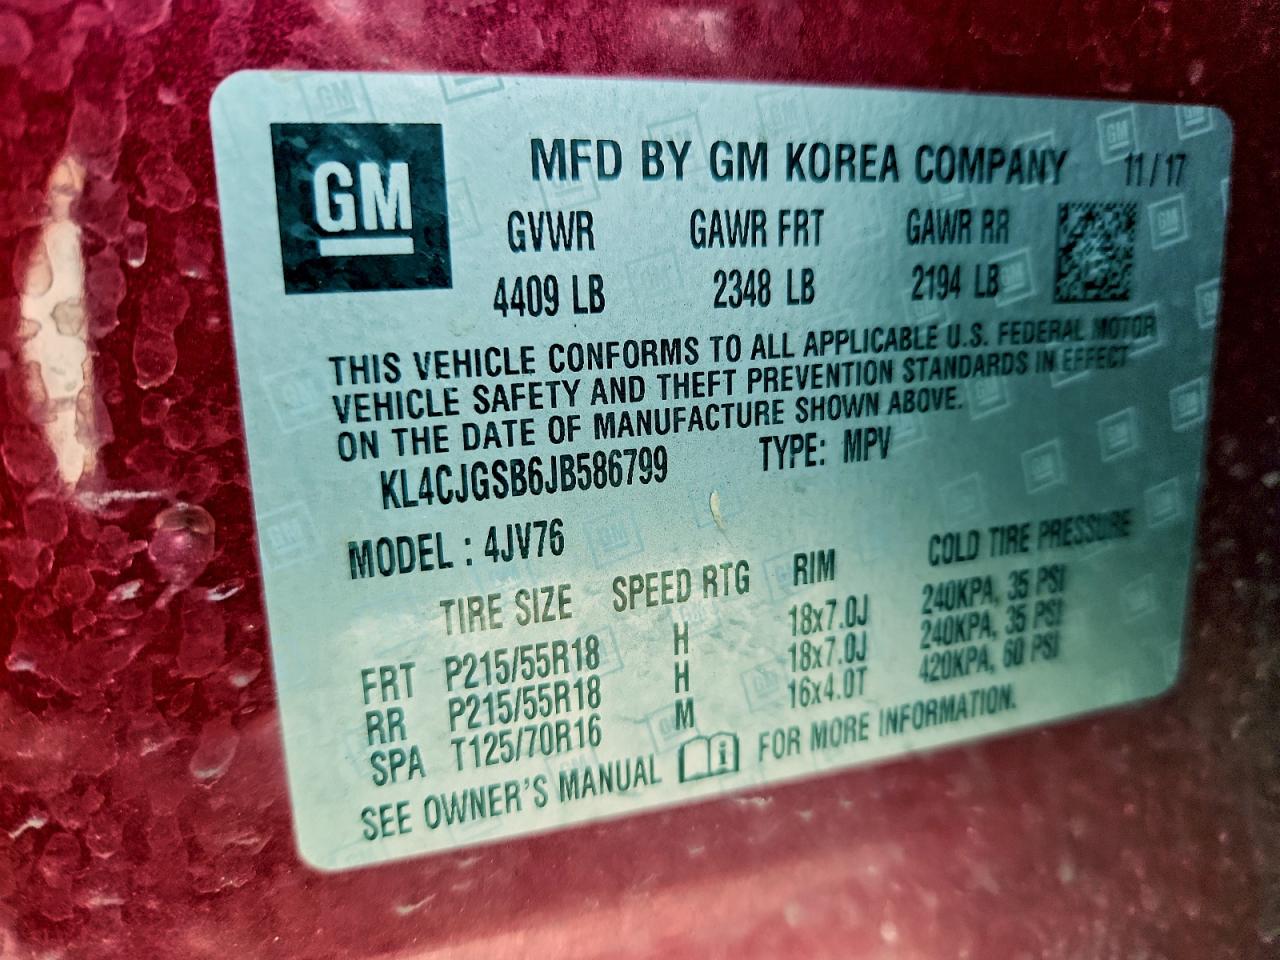 GM
MFD BY GM KOREA COMPANY 11/17
GVWR GAWR FRT GAWR RR
4409 LB 2348 LB 2194 LB
THIS VEHICLE CONFORMS TO ALL APPLICABLE U.S. FEDERAL MOTOR
VEHICLE SAFETY AND THEFT PREVENTION STANDARDS IN EFFECT
ON THE DATE OF MANUFACTURE SHOWN ABOVE.
KL4CJGSB6JB586799 TYPE: MPV
MODEL : 4JV76
TIRE SIZE SPEED RTG RIM COLD TIRE PRESSURE
FRT P215/55R18 H 18x7.0J 240KPA, 35 PSI
RR P215/55R18 H 18x7.0J 240KPA, 35 PSI
SPA T125/70R16 M 16x4.0T 420KPA, 60 PSI
SEE OWNER'S MANUAL FOR MORE INFORMATION.